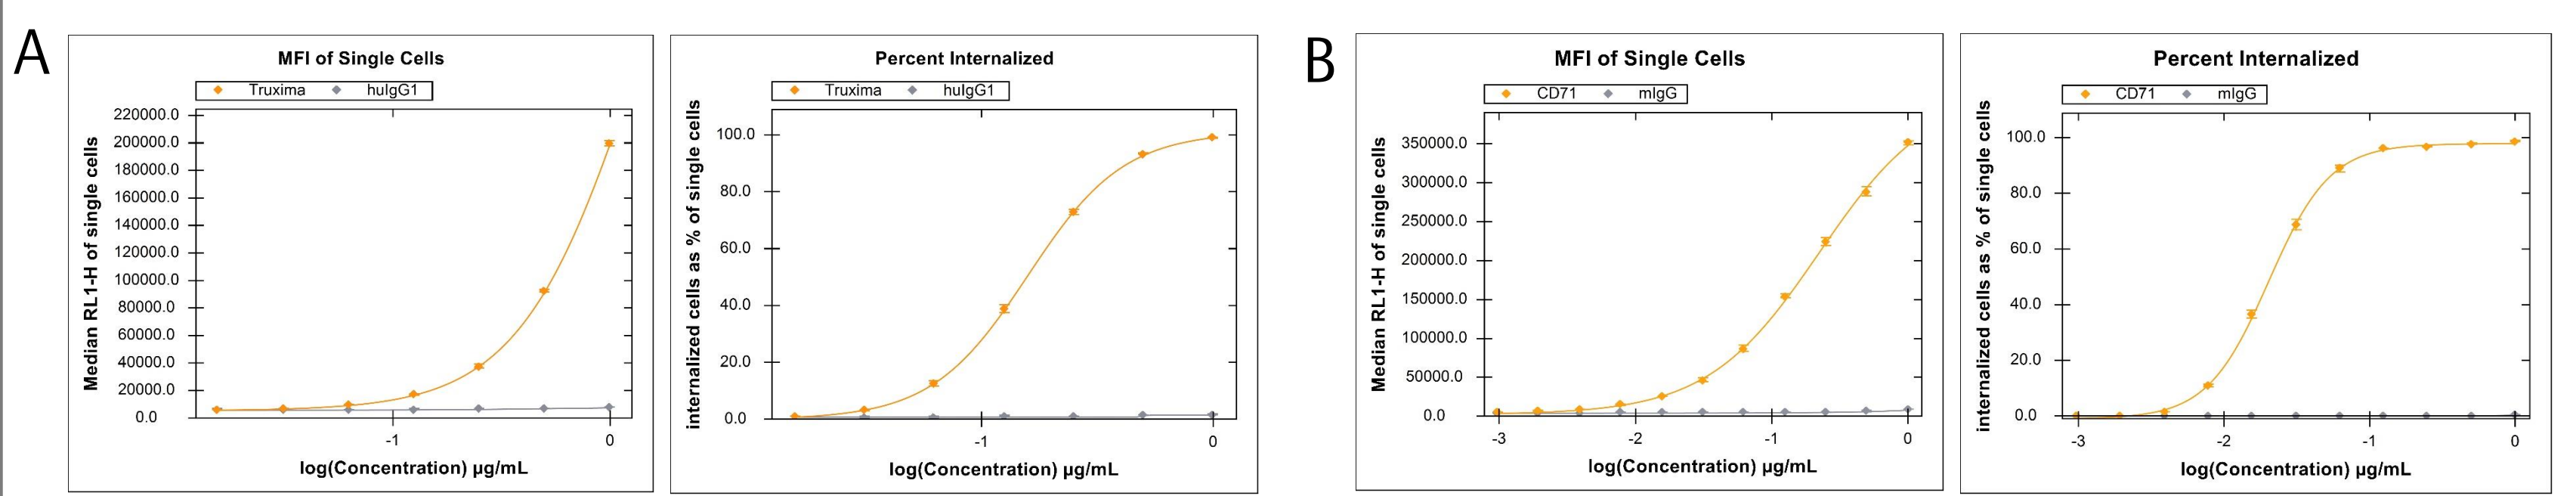 A
MFI of Single Cells
Truxima huIgG1
220000.0
200000.0
180000.0
160000.0
140000.0
120000.0
100000.0
80000.0
60000.0
40000.0
20000.0
0.0
Median RL1-H of single cells
-1 0
log(Concentration) µg/mL
Percent Internalized
Truxima huIgG1
100.0
80.0
60.0
40.0
20.0
0.0
internalized cells as % of single cells
-1 0
log(Concentration) µg/mL
B
MFI of Single Cells
CD71 mIgG
350000.0
300000.0
250000.0
200000.0
150000.0
100000.0
50000.0
0.0
Median RL1-H of single cells
-3 -2 -1 0
log(Concentration) µg/mL
Percent Internalized
CD71 mIgG
100.0
80.0
60.0
40.0
20.0
0.0
internalized cells as % of single cells
-3 -2 -1 0
log(Concentration) µg/mL